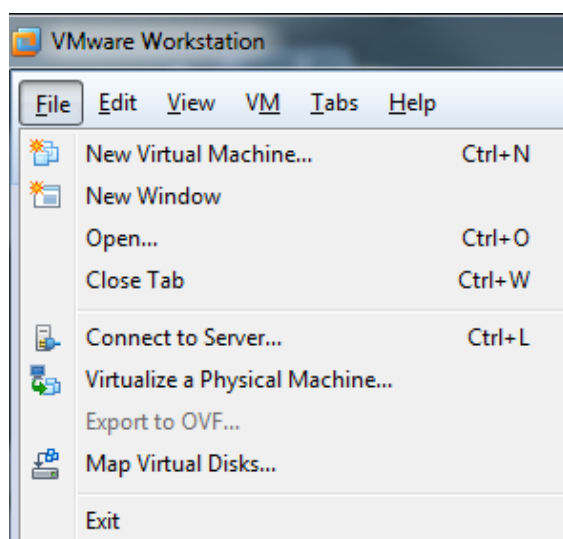 VMware Workstation
File Edit View VM Tabs Help
New Virtual Machine... Ctrl+N
New Window
Open... Ctrl+O
Close Tab Ctrl+W
Connect to Server... Ctrl+L
Virtualize a Physical Machine...
Export to OVF...
Map Virtual Disks...
Exit